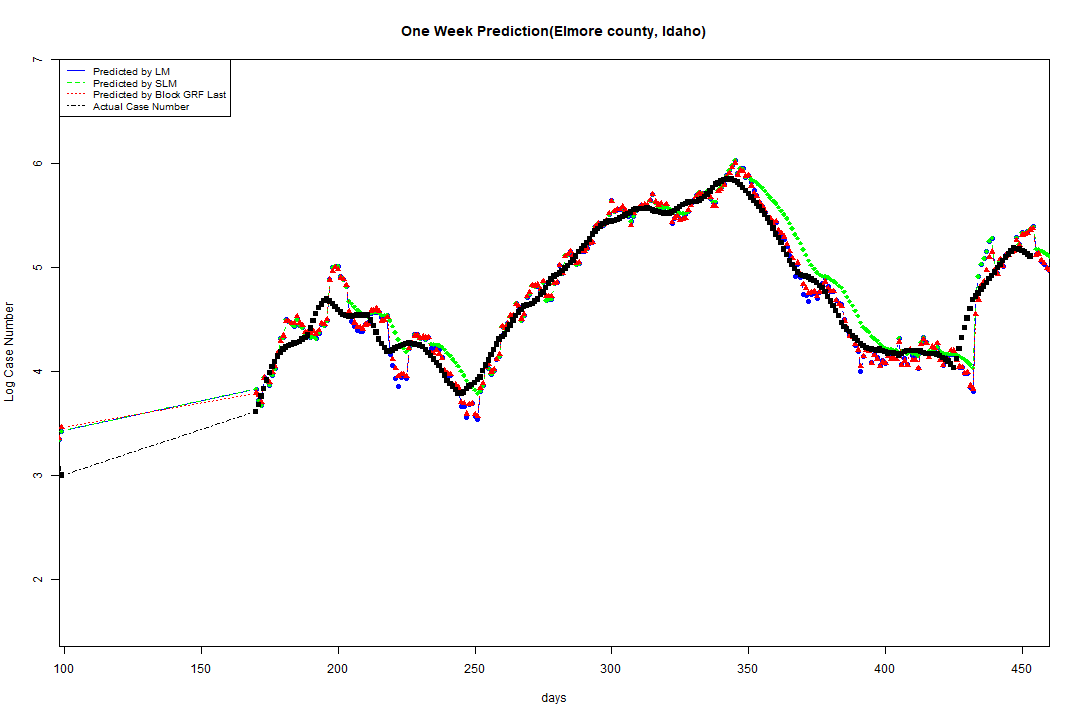 One Week Prediction(Elmore county, Idaho)
Predicted by LM
Predicted by SLM
Predicted by Block GRF Last
Actual Case Number
Log Case Number
7
6
5
4
3
2
100 150 200 250 300 350 400 450
days